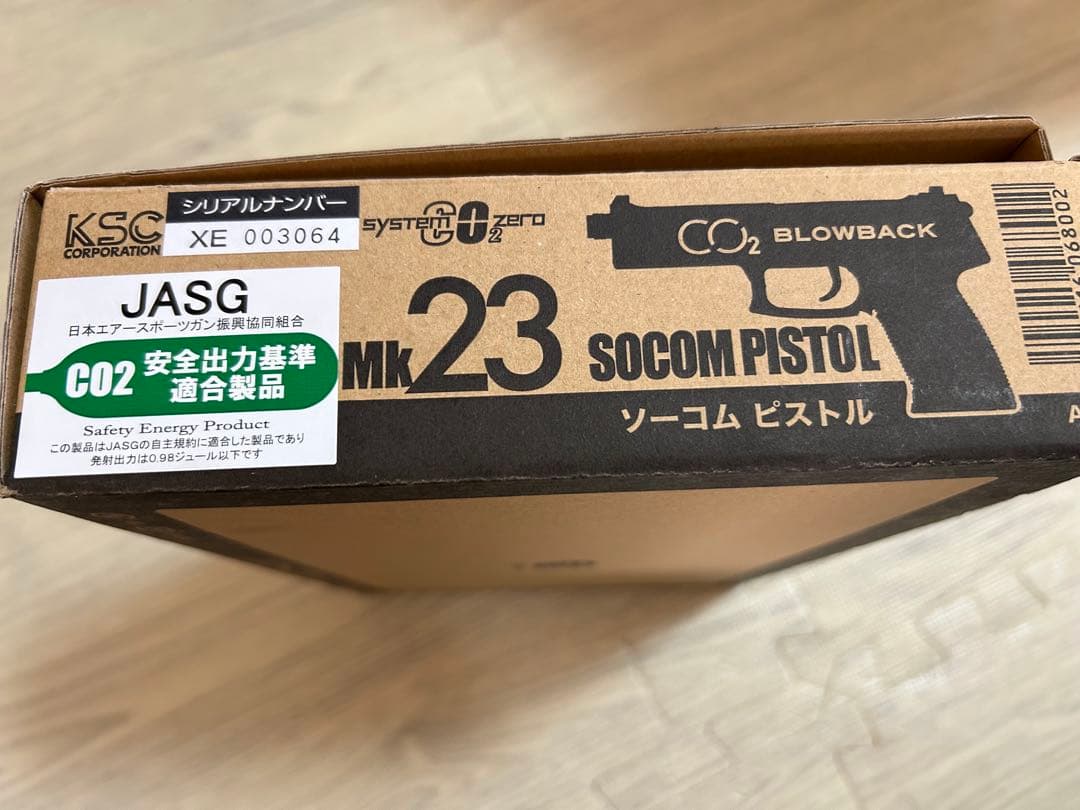 KSC
CORPORATION
シリアルナンバー
XE 003064
system CO2 zero
CO2 BLOWBACK
JASG
日本エアースポーツガン振興協同組合
CO2 安全出力基準
適合製品
Safety Energy Product
この製品はJASGの自主規約に適合した製品であり
発射出力は0.98ジュール以下です
Mk23
SOCOM PISTOL
ソーコム ピストル
068002